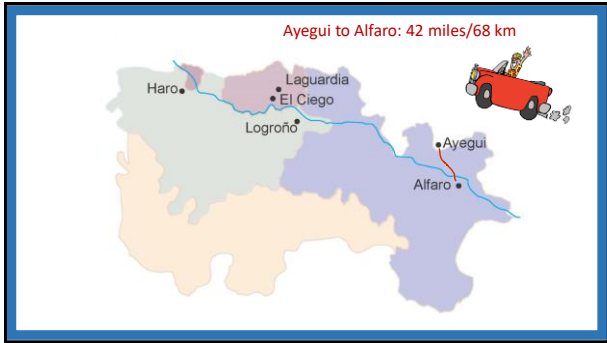 Ayegui to Alfaro: 42 miles/68 km
Laguardia
Haro
El Ciego
Logroño
Ayegui
Alfaro